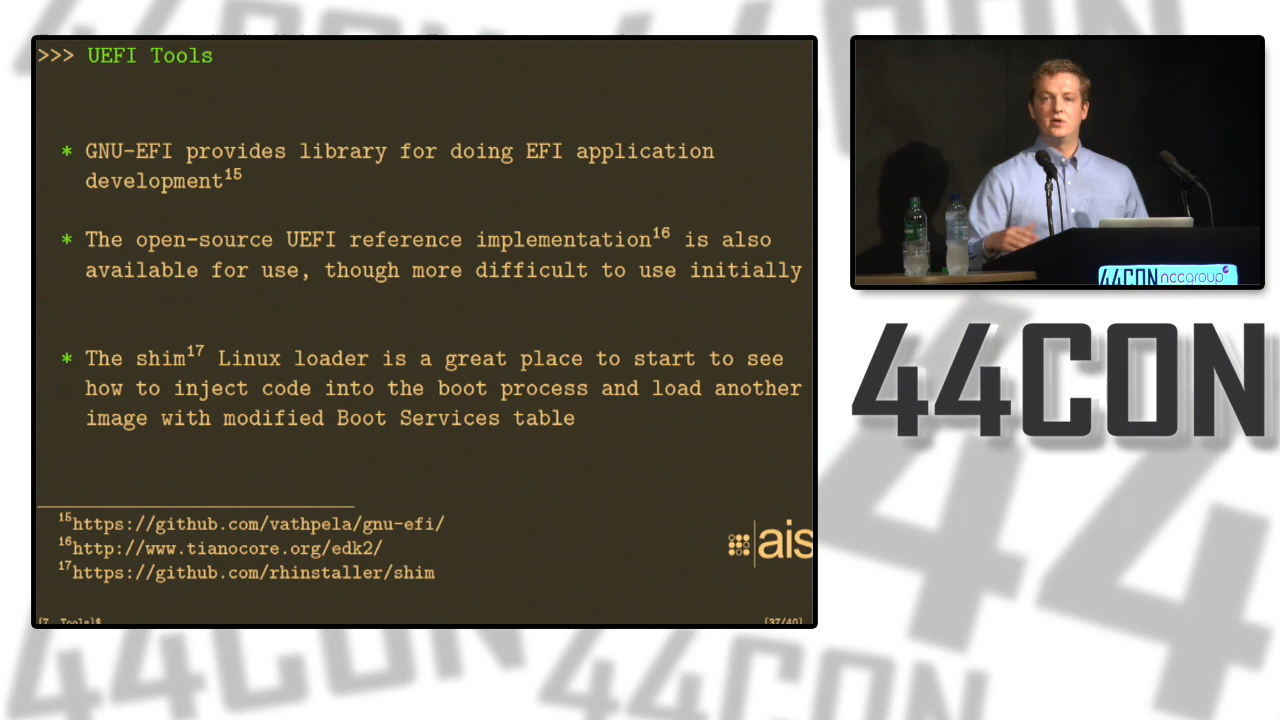 >>> UEFI Tools
* GNU-EFI provides library for doing EFI application
development15
* The open-source UEFI reference implementation16 is also
available for use, though more difficult to use initially
* The shim17 Linux loader is a great place to start to see
how to inject code into the boot process and load another
image with modified Boot Services table
15https://github.com/vathpela/gnu-efi/
16http://www.tianocore.org/edk2/
17https://github.com/rhinstaller/shim
ais
[7. Tools]$
[37/40]
44CON nccgroup
44CON